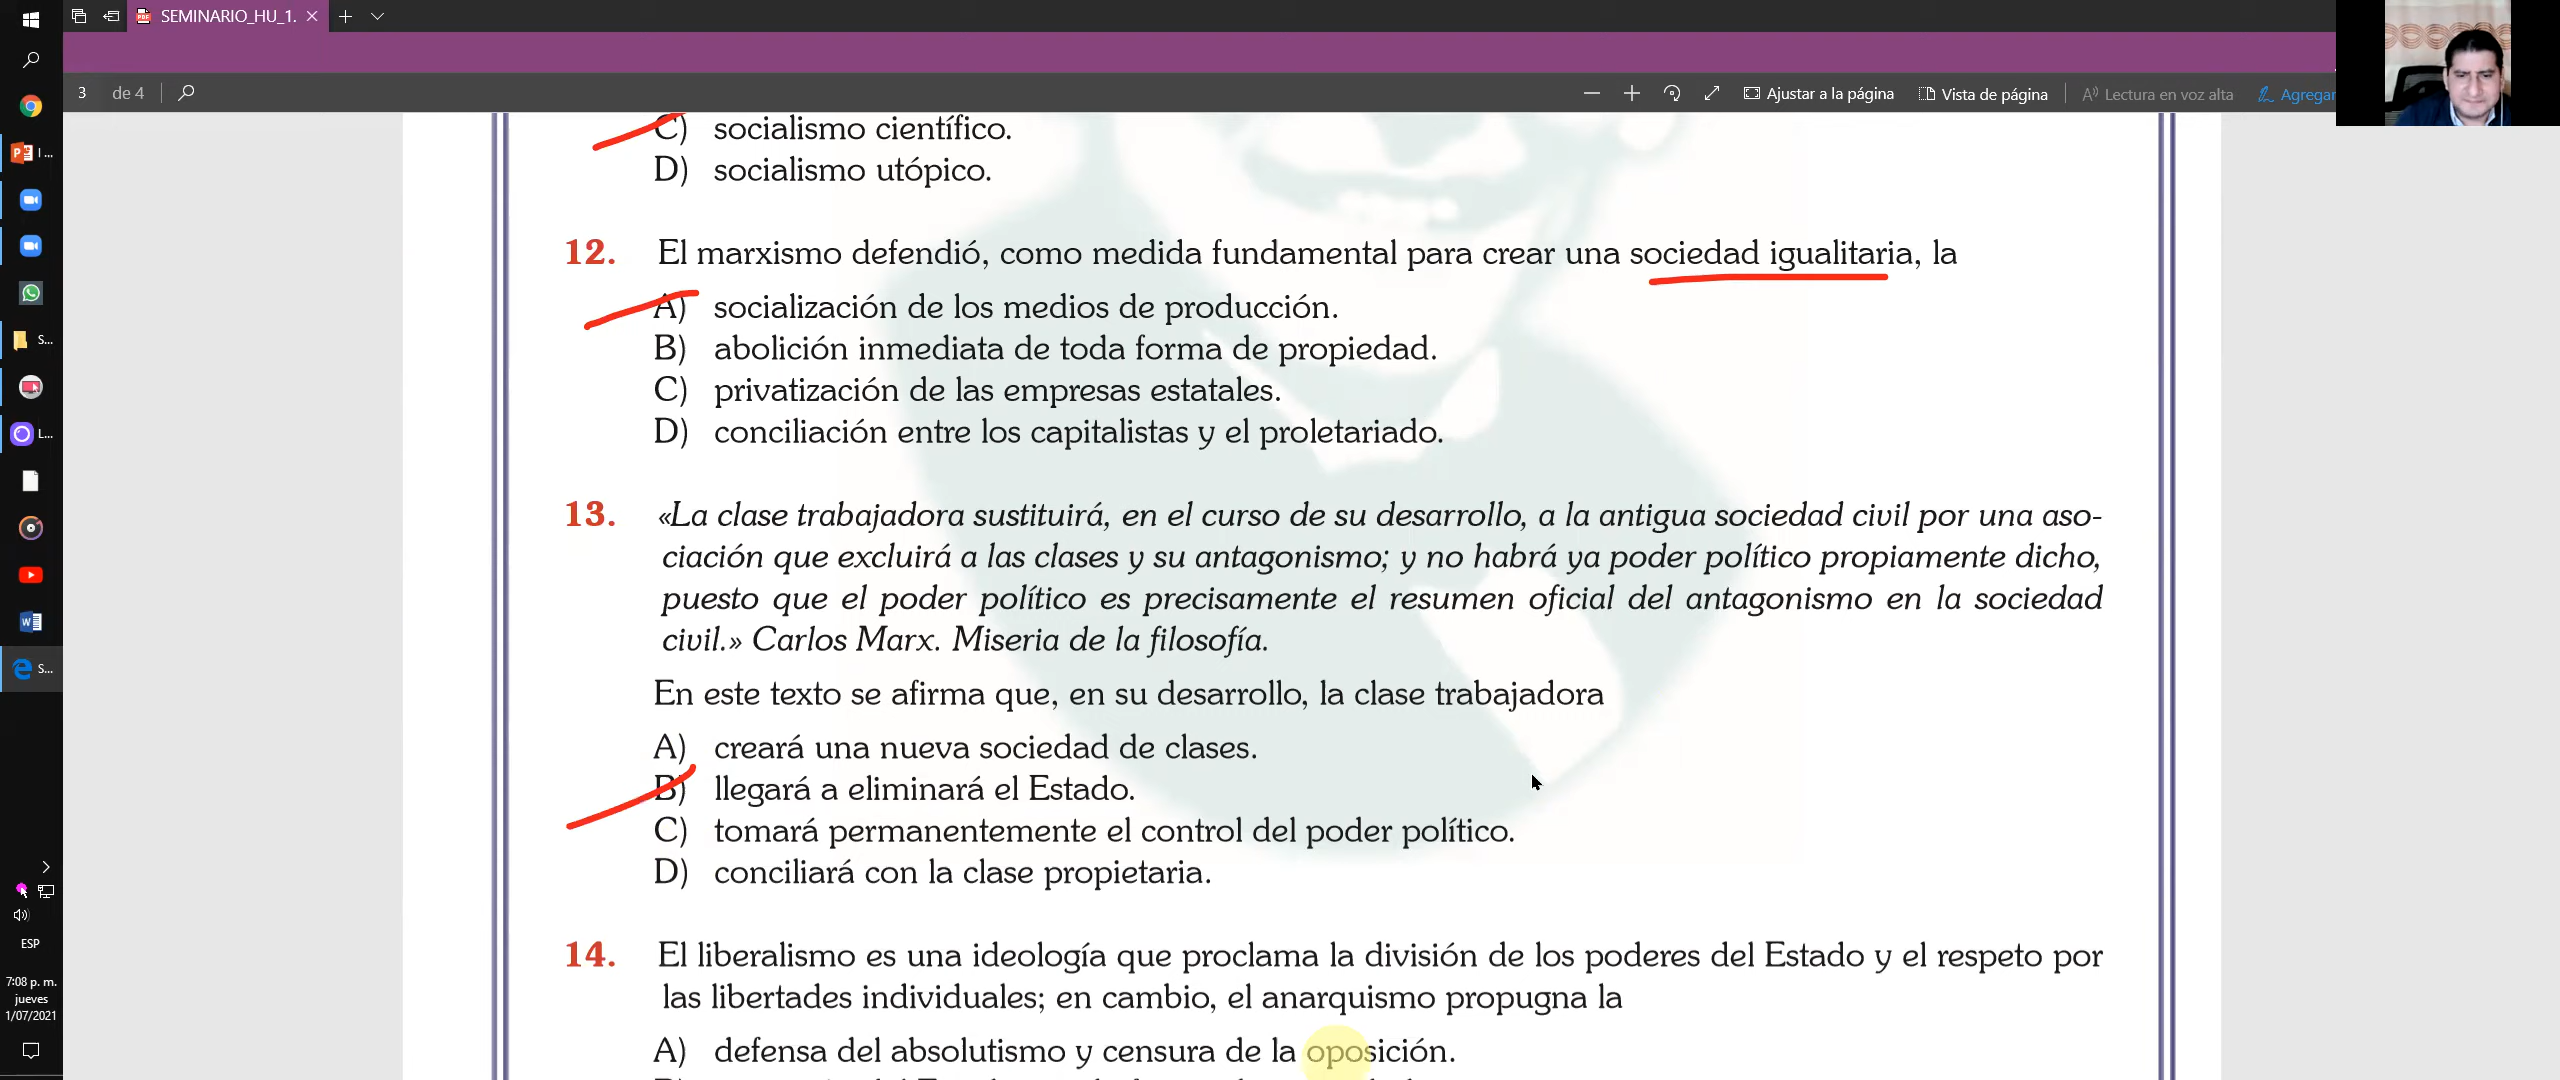 SEMINARIO_HU_1.
3 de 4
Ajustar a la página
Vista de página
Lectura en voz alta
Agregar
C) socialismo científico.
D) socialismo utópico.
12. El marxismo defendió, como medida fundamental para crear una sociedad igualitaria, la
A) socialización de los medios de producción.
B) abolición inmediata de toda forma de propiedad.
C) privatización de las empresas estatales.
D) conciliación entre los capitalistas y el proletariado.
13. «La clase trabajadora sustituirá, en el curso de su desarrollo, a la antigua sociedad civil por una aso-
ciación que excluirá a las clases y su antagonismo; y no habrá ya poder político propiamente dicho,
puesto que el poder político es precisamente el resumen oficial del antagonismo en la sociedad
civil.» Carlos Marx. Miseria de la filosofía.
En este texto se afirma que, en su desarrollo, la clase trabajadora
A) creará una nueva sociedad de clases.
B) llegará a eliminará el Estado.
C) tomará permanentemente el control del poder político.
D) conciliará con la clase propietaria.
14. El liberalismo es una ideología que proclama la división de los poderes del Estado y el respeto por
las libertades individuales; en cambio, el anarquismo propugna la
A) defensa del absolutismo y censura de la oposición.
I...
S...
L...
S...
ESP
7:08 p. m.
jueves
1/07/2021